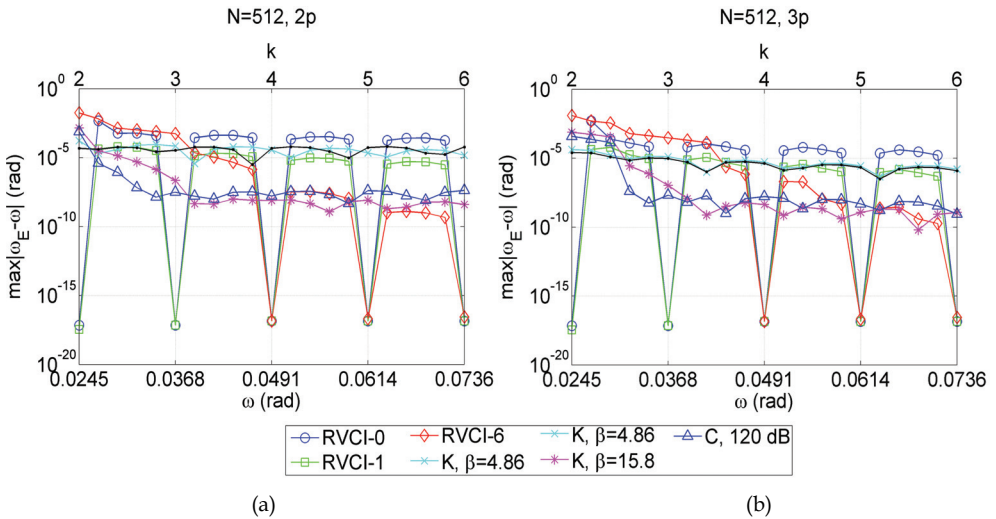 N=512, 2p
k
2 3 4 5 6
10^0
10^-5
10^-10
10^-15
10^-20
max|ω_E-ω| (rad)
0.0245 0.0368 0.0491 0.0614 0.0736
ω (rad)
N=512, 3p
k
2 3 4 5 6
10^0
10^-5
10^-10
10^-15
10^-20
max|ω_E-ω| (rad)
0.0245 0.0368 0.0491 0.0614 0.0736
ω (rad)
RVCI-0 RVCI-6 K, β=4.86 C, 120 dB
RVCI-1 K, β=4.86 K, β=15.8
(a) (b)